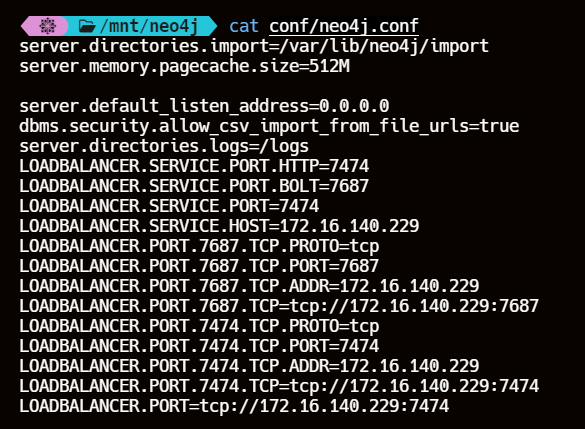 /mnt/neo4j cat conf/neo4j.conf
server.directories.import=/var/lib/neo4j/import
server.memory.pagecache.size=512M
server.default_listen_address=0.0.0.0
dbms.security.allow_csv_import_from_file_urls=true
server.directories.logs=/logs
LOADBALANCER.SERVICE.PORT.HTTP=7474
LOADBALANCER.SERVICE.PORT.BOLT=7687
LOADBALANCER.SERVICE.PORT=7474
LOADBALANCER.SERVICE.HOST=172.16.140.229
LOADBALANCER.PORT.7687.TCP.PROTO=tcp
LOADBALANCER.PORT.7687.TCP.PORT=7687
LOADBALANCER.PORT.7687.TCP.ADDR=172.16.140.229
LOADBALANCER.PORT.7687.TCP=tcp://172.16.140.229:7687
LOADBALANCER.PORT.7474.TCP.PROTO=tcp
LOADBALANCER.PORT.7474.TCP.PORT=7474
LOADBALANCER.PORT.7474.TCP.ADDR=172.16.140.229
LOADBALANCER.PORT.7474.TCP=tcp://172.16.140.229:7474
LOADBALANCER.PORT=tcp://172.16.140.229:7474